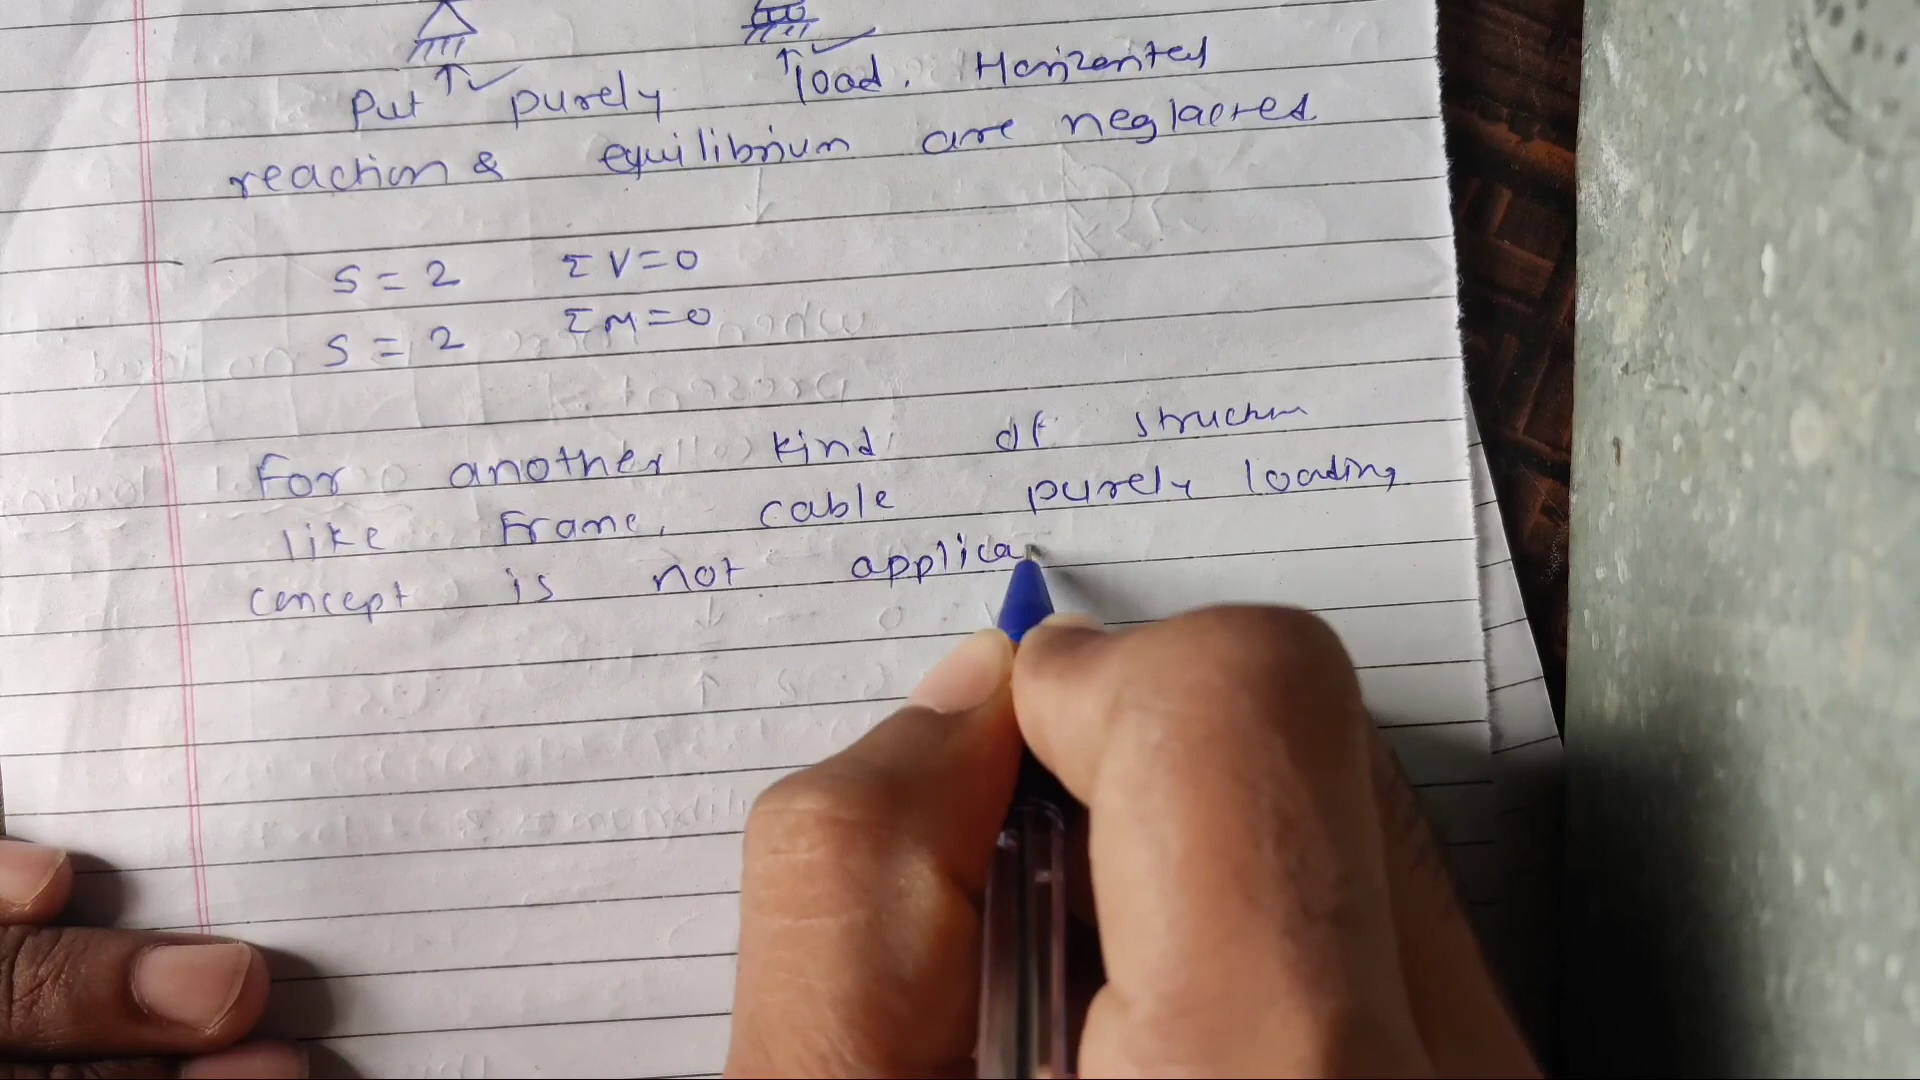 Put purely load. Horizontal
reaction & equilibrium are neglacted.
S = 2 ΣV=0
S = 2 ΣM=0
For another kind of structure
like Frame, cable purely loading
concept is not applica